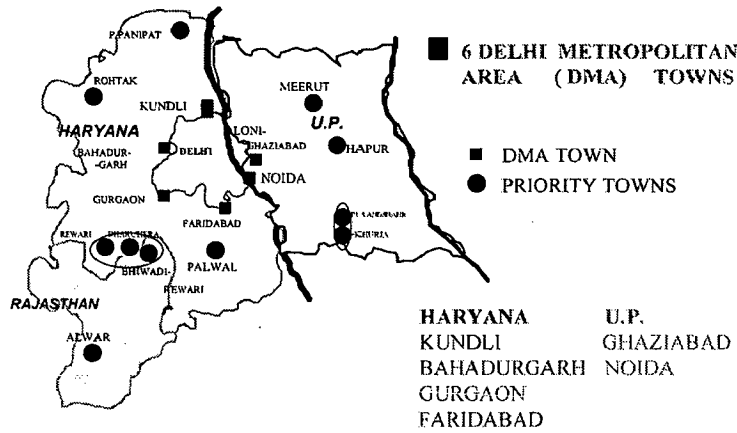 P.PANIPAT
6 DELHI METROPOLITAN
AREA ( DMA ) TOWNS
ROHTAK
MEERUT
KUNDLI
U.P.
HARYANA
LONI-
GHAZIABAD
HAPUR
BAHADUR-
-GARH
DELHI
DMA TOWN
NOIDA
PRIORITY TOWNS
GURGAON
FARIDABAD
REWARI
KHURJA
PALWAL
BHIWADI-
REWARI
RAJASTHAN
ALWAR
HARYANA U.P.
KUNDLI GHAZIABAD
BAHADURGARH NOIDA
GURGAON
FARIDABAD